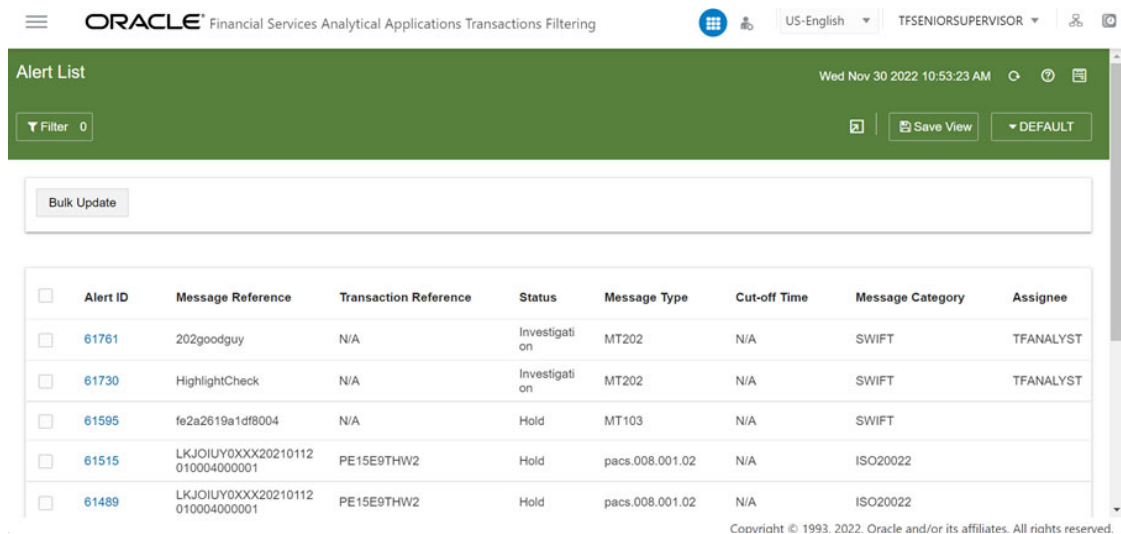 ORACLE® Financial Services Analytical Applications Transactions Filtering US-English TFSENIORSUPERVISOR
Alert List Wed Nov 30 2022 10:53:23 AM
Filter 0 Save View DEFAULT
Bulk Update
Alert ID Message Reference Transaction Reference Status Message Type Cut-off Time Message Category Assignee
61761 202goodguy N/A Investigati
on MT202 N/A SWIFT TFANALYST
61730 HighlightCheck N/A Investigati
on MT202 N/A SWIFT TFANALYST
61595 fe2a2619a1df8004 N/A Hold MT103 N/A SWIFT
61515 LKJOIUY0XXX20210112
010004000001 PE15E9THW2 Hold pacs.008.001.02 N/A ISO20022
61489 LKJOIUY0XXX20210112
010004000001 PE15E9THW2 Hold pacs.008.001.02 N/A ISO20022
Copyright © 1993, 2022, Oracle and/or its affiliates. All rights reserved.